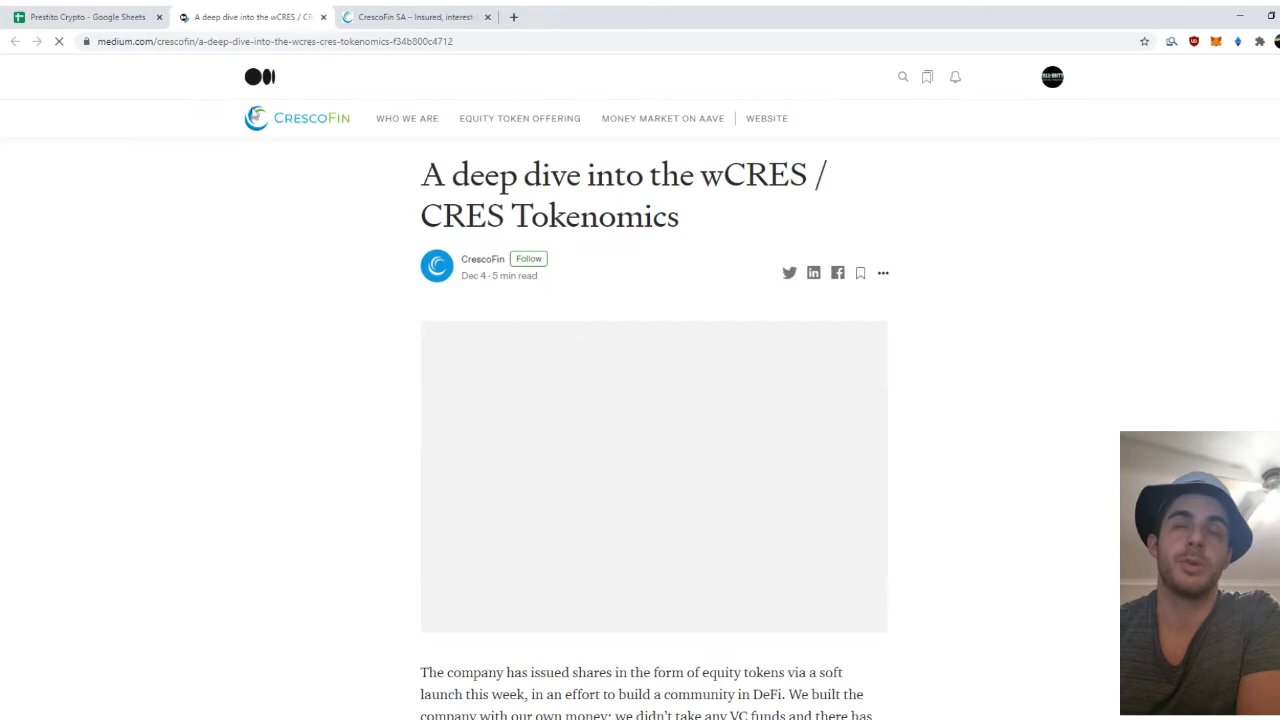 Prestito Crypto - Google Sheets
A deep dive into the wCRES / CR
CrescoFin SA – Insured, interest-
medium.com/crescofin/a-deep-dive-into-the-wcres-cres-tokenomics-f34b800c4712
CRESCOFIN
WHO WE ARE
EQUITY TOKEN OFFERING
MONEY MARKET ON AAVE
WEBSITE
A deep dive into the wCRES /
CRES Tokenomics
CrescoFin Follow
Dec 4 · 5 min read
The company has issued shares in the form of equity tokens via a soft
launch this week, in an effort to build a community in DeFi. We built the
company with our own money; we didn't take any VC funds and there has